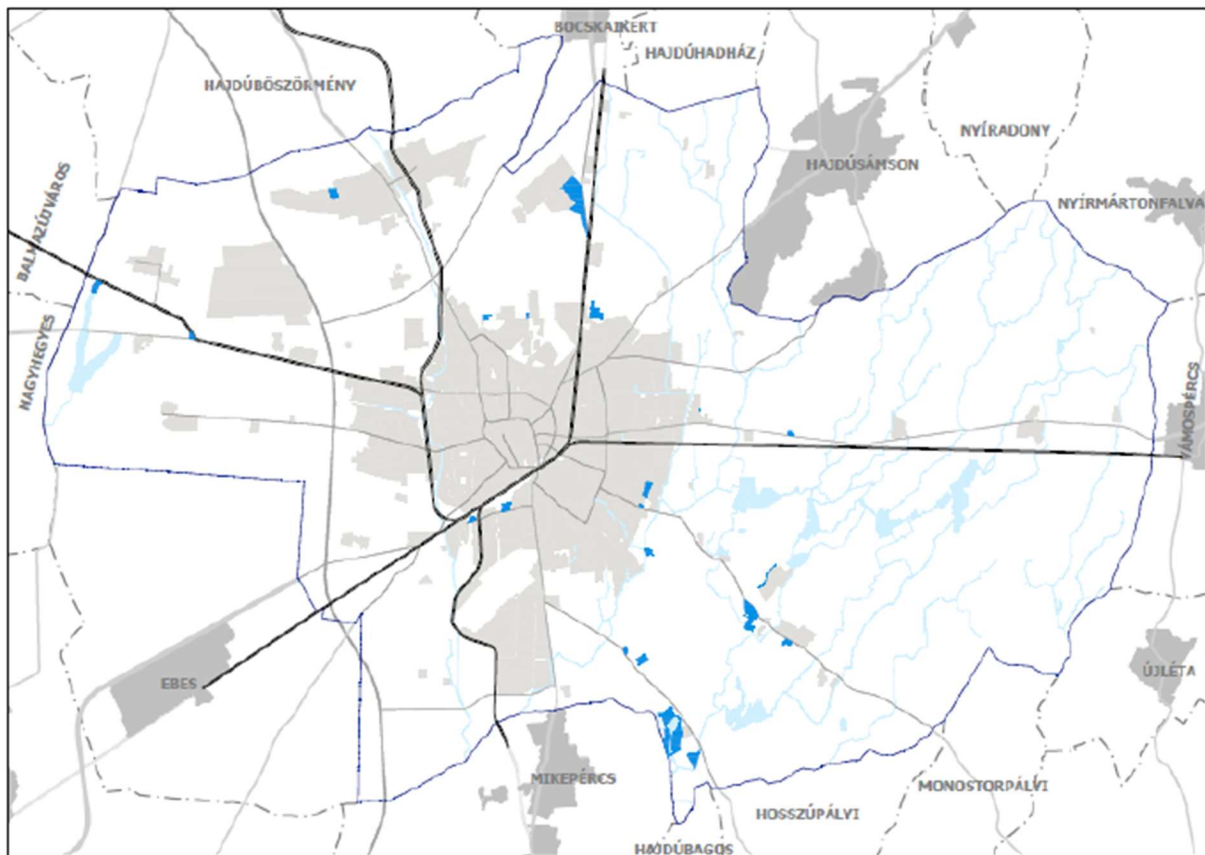 BOCSKAIKERT
HAJDÚHADHÁZ
HAJDÚBÖSZÖRMÉNY
NYÍRADONY
HAJDÚSÁMSON
NYÍRMÁRTONFALVA
BALMAZÚJVÁROS
NAGYHEGYES
VÁMOSPÉRCS
EBES
ÚJLÉTA
MIKEPÉRCS
MONOSTORPÁLYI
HOSSZÚPÁLYI
HAJDÚBAGOS